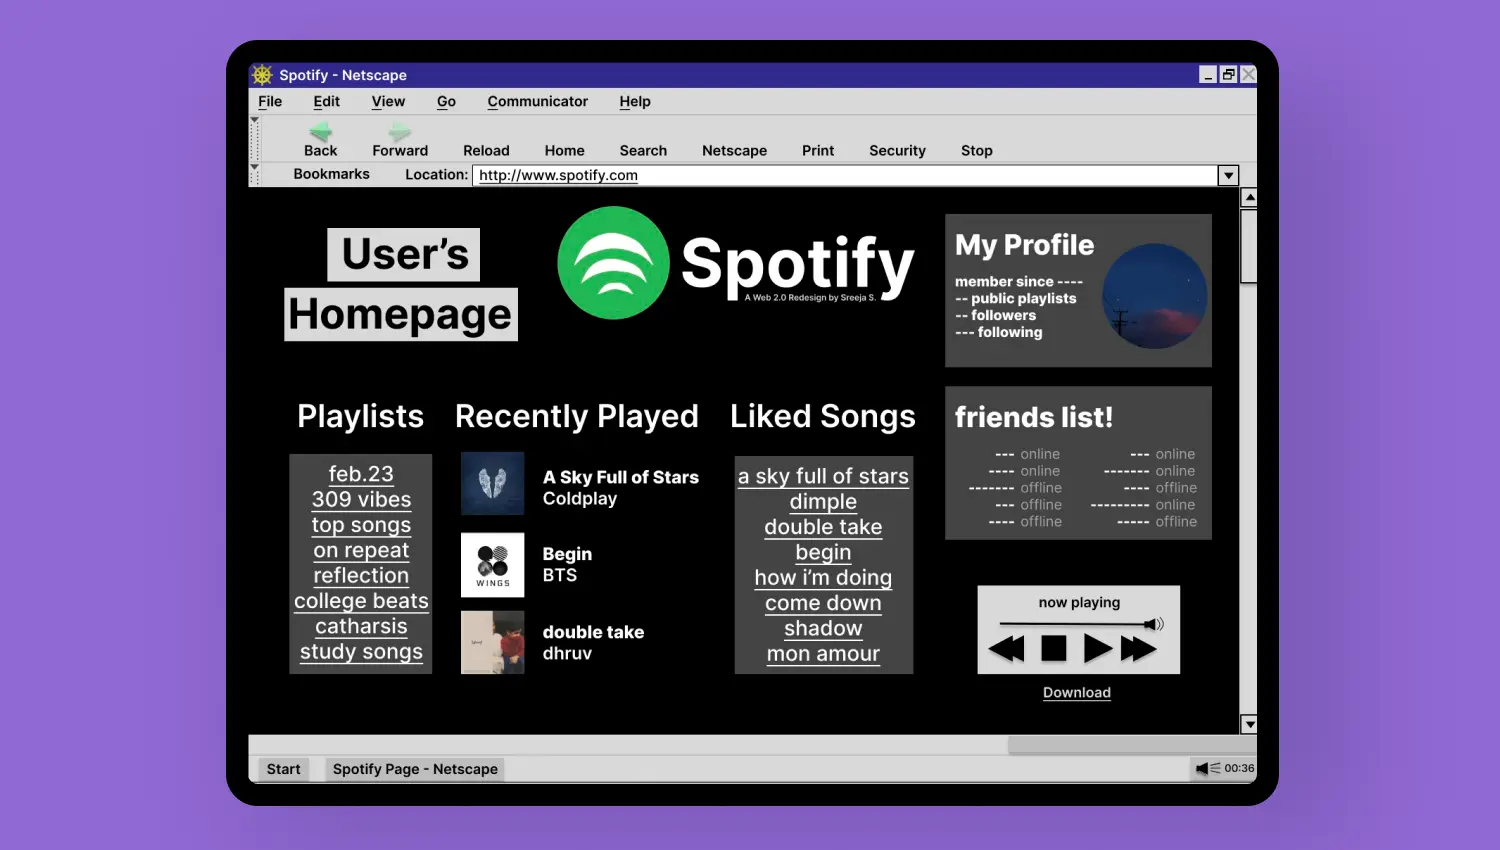 Spotify - Netscape
File Edit View Go Communicator Help
Back Forward Reload Home Search Netscape Print Security Stop
Bookmarks Location: http://www.spotify.com
User’s
Homepage
Spotify
A Web 2.0 Redesign by Sreeja S.
My Profile
member since ----
-- public playlists
-- followers
--- following
Playlists
feb.23
309 vibes
top songs
on repeat
reflection
college beats
catharsis
study songs
Recently Played
A Sky Full of Stars
Coldplay
WINGS
Begin
BTS
double take
dhruv
Liked Songs
a sky full of stars
dimple
double take
begin
how i’m doing
come down
shadow
mon amour
friends list!
--- online --- online
---- online ------- online
------- offline ---- offline
--- offline --------- online
---- offline ----- offline
now playing
Download
Start Spotify Page - Netscape 00:36